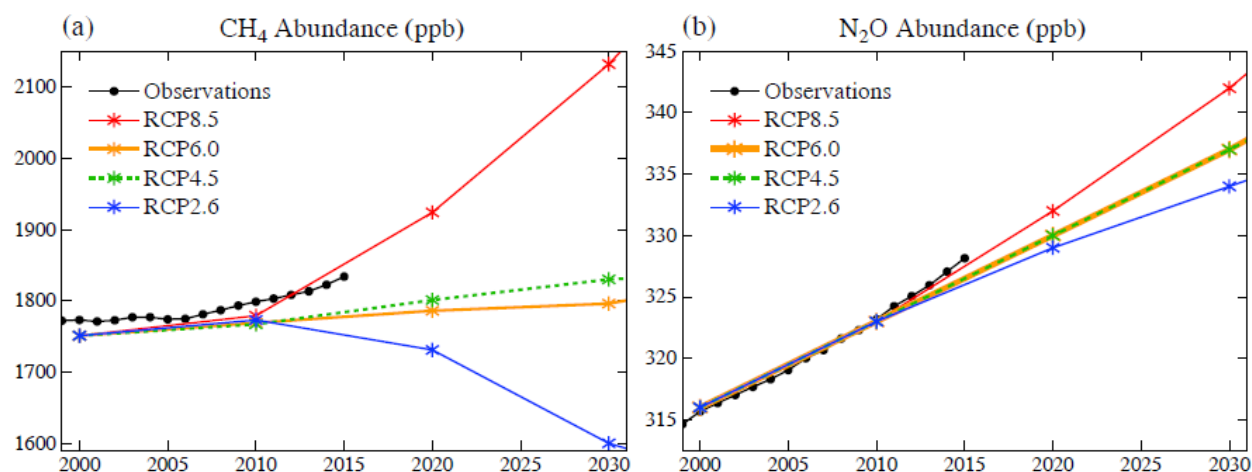 (a) CH₄ Abundance (ppb)
2100
2000
1900
1800
1700
1600
Observations
RCP8.5
RCP6.0
RCP4.5
RCP2.6
2000 2005 2010 2015 2020 2025 2030
(b) N₂O Abundance (ppb)
345
340
335
330
325
320
315
Observations
RCP8.5
RCP6.0
RCP4.5
RCP2.6
2000 2005 2010 2015 2020 2025 2030